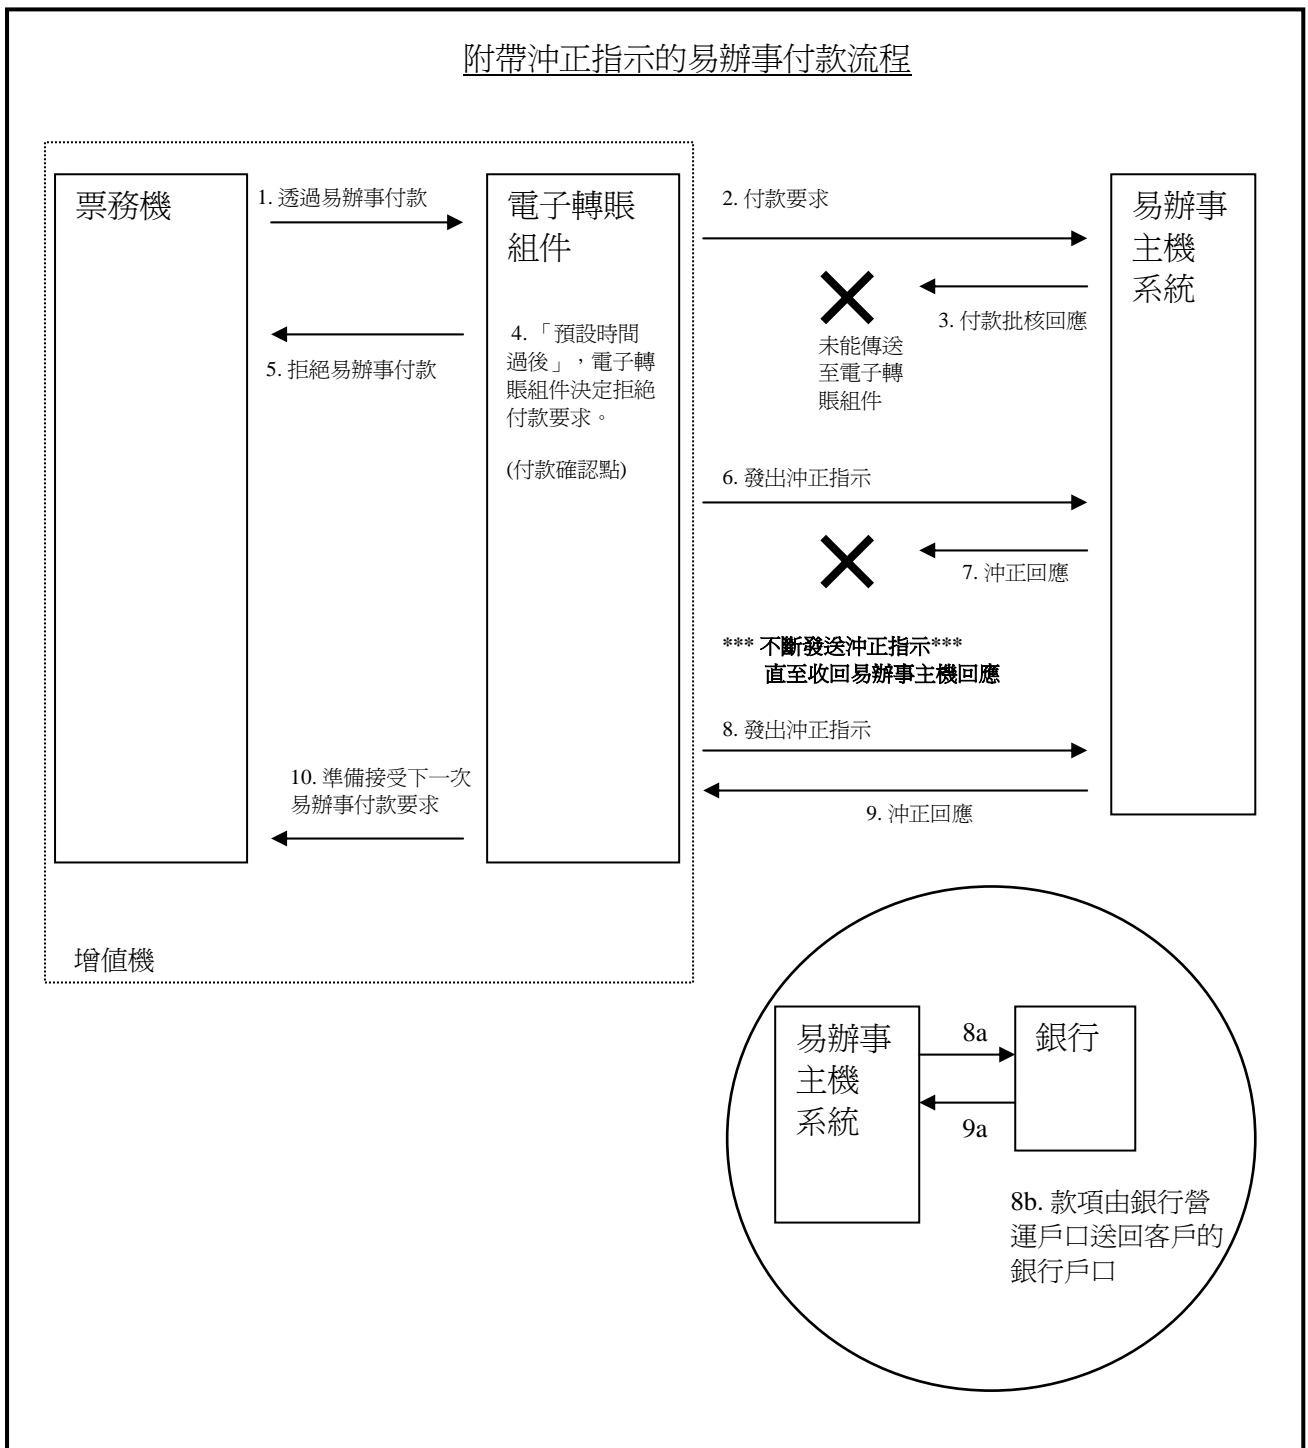 附帶沖正指示的易辦事付款流程
票務機
1. 透過易辦事付款
電子轉賬
組件
2. 付款要求
易辦事
主機
系統
3. 付款批核回應
未能傳送
至電子轉
賬組件
4.「預設時間
過後」，電子轉
賬組件決定拒絶
付款要求。
(付款確認點)
5. 拒絕易辦事付款
6. 發出沖正指示
7. 沖正回應
*** 不斷發送沖正指示***
直至收回易辦事主機回應
8. 發出沖正指示
9. 沖正回應
10. 準備接受下一次
易辦事付款要求
增值機
易辦事
主機
系統
8a
9a
銀行
8b. 款項由銀行營
運戶口送回客戶的
銀行戶口